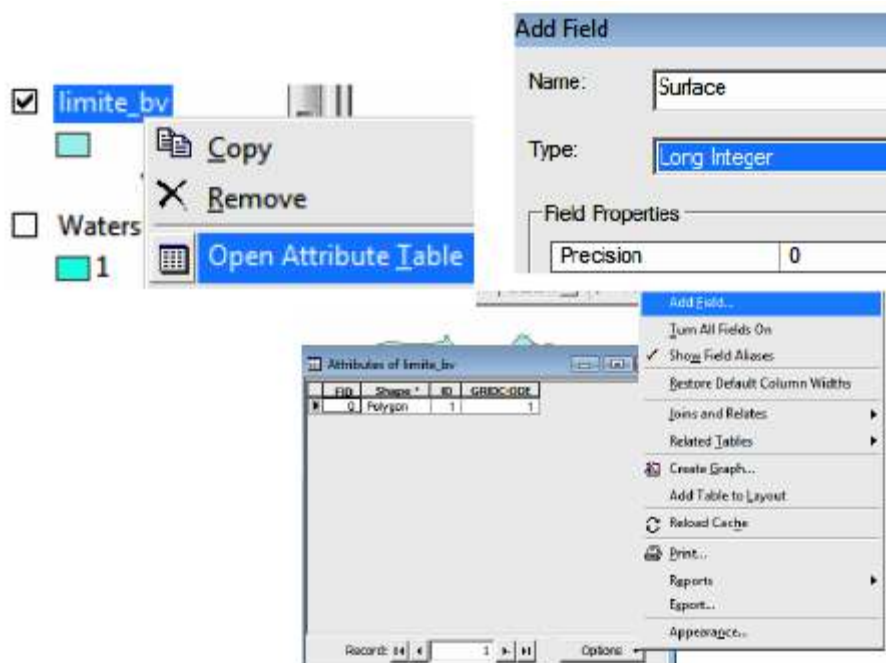 limite_bv
Copy
Remove
Waters
1
Open Attribute Table
Add Field
Name: Surface
Type: Long Integer
Field Properties
Precision 0
Add Field...
Turn All Fields On
Show Field Aliases
Restore Default Column Widths
Joins and Relates
Related Tables
Create Graph...
Add Table to Layout
Reload Cache
Print...
Reports
Export...
Appearance...
Attributes of limite_bv
FID Shape * ID GRIDC-ODE
0 Polygon 1 1
Record: 1 Options